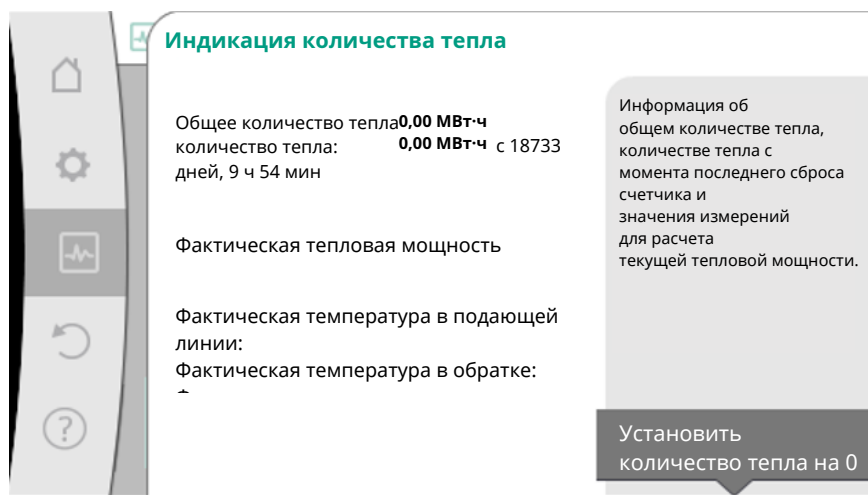 Индикация количества тепла
Общее количество тепла 0,00 МВт·ч
количество тепла: 0,00 МВт·ч с 18733
дней, 9 ч 54 мин
Фактическая тепловая мощность
Фактическая температура в подающей
линии:
Фактическая температура в обратке:
Информация об
общем количестве тепла,
количестве тепла с
момента последнего сброса
счетчика и
значения измерений
для расчета
текущей тепловой мощности.
Установить
количество тепла на 0